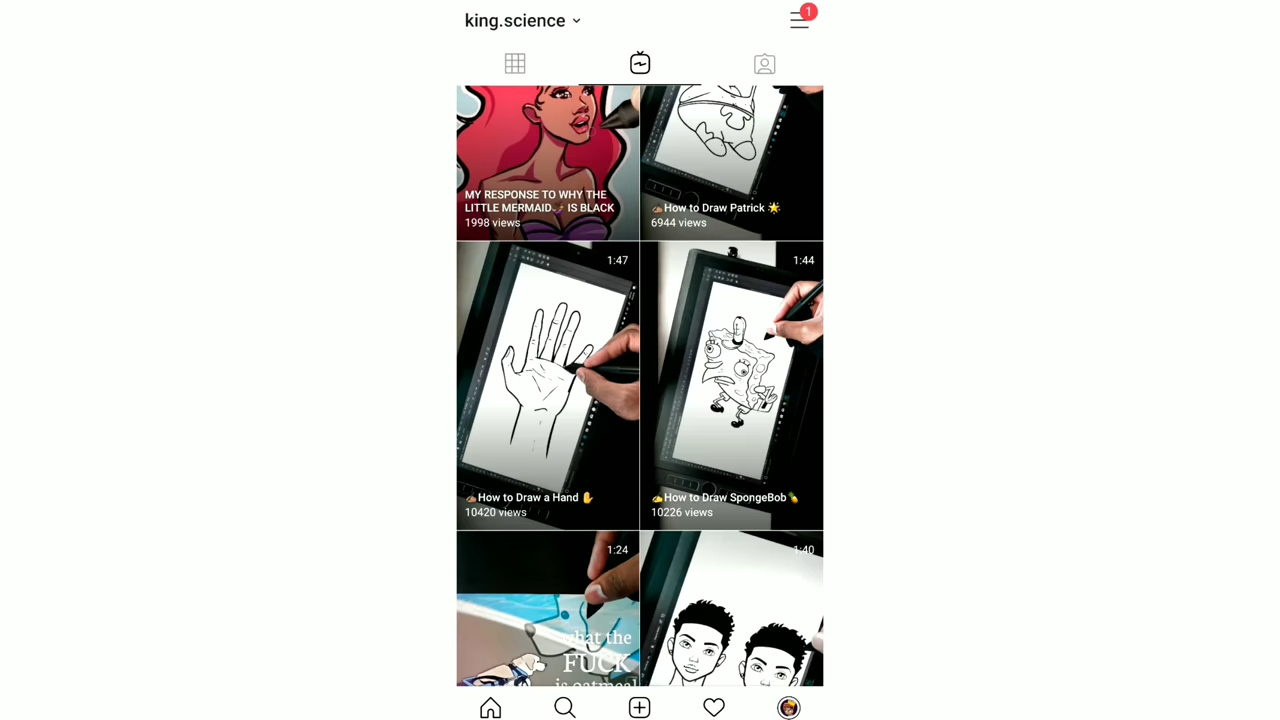 king.science
1
MY RESPONSE TO WHY THE
LITTLE MERMAID IS BLACK
1998 views
How to Draw Patrick
6944 views
1:47
How to Draw a Hand
10420 views
1:44
How to Draw SpongeBob
10226 views
1:24
what the
FUCK
is oatmeal
1:40